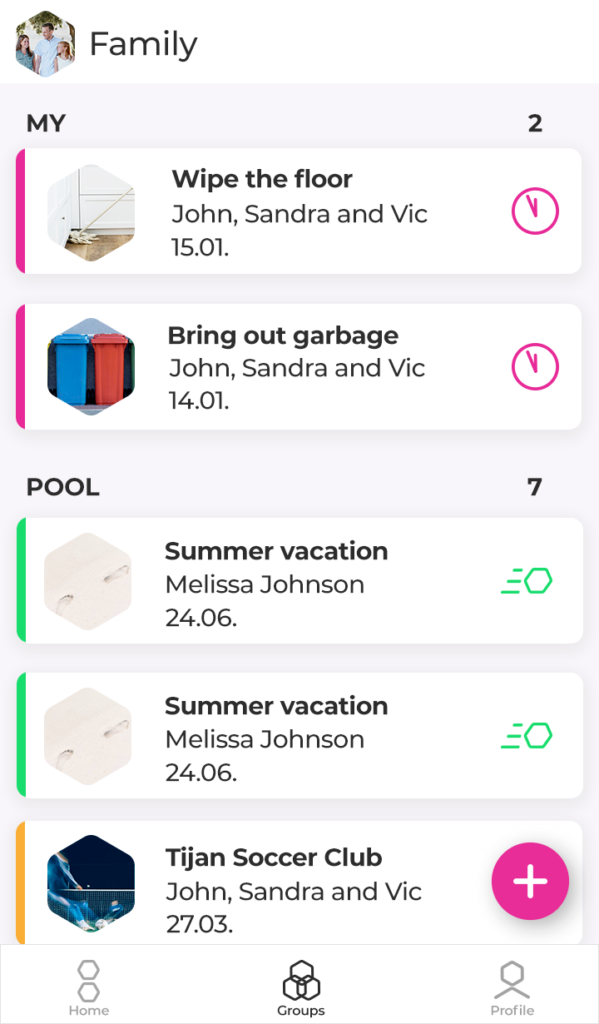 Family
MY 2
Wipe the floor
John, Sandra and Vic
15.01.
Bring out garbage
John, Sandra and Vic
14.01.
POOL 7
Summer vacation
Melissa Johnson
24.06.
Summer vacation
Melissa Johnson
24.06.
Tijan Soccer Club
John, Sandra and Vic
27.03.
Home Groups Profile